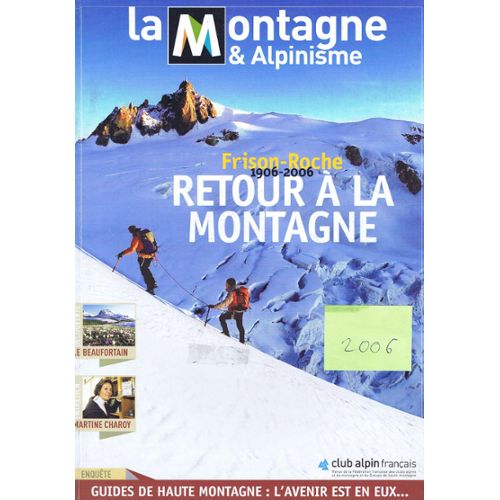 la Montagne
& Alpinisme
Frison-Roche
1906-2006
RETOUR À LA
MONTAGNE
2006
LE BEAUFORTAIN
MARTINE CHAROY
club alpin français
ENQUÊTE
GUIDES DE HAUTE MONTAGNE : L'AVENIR EST EN EUX...